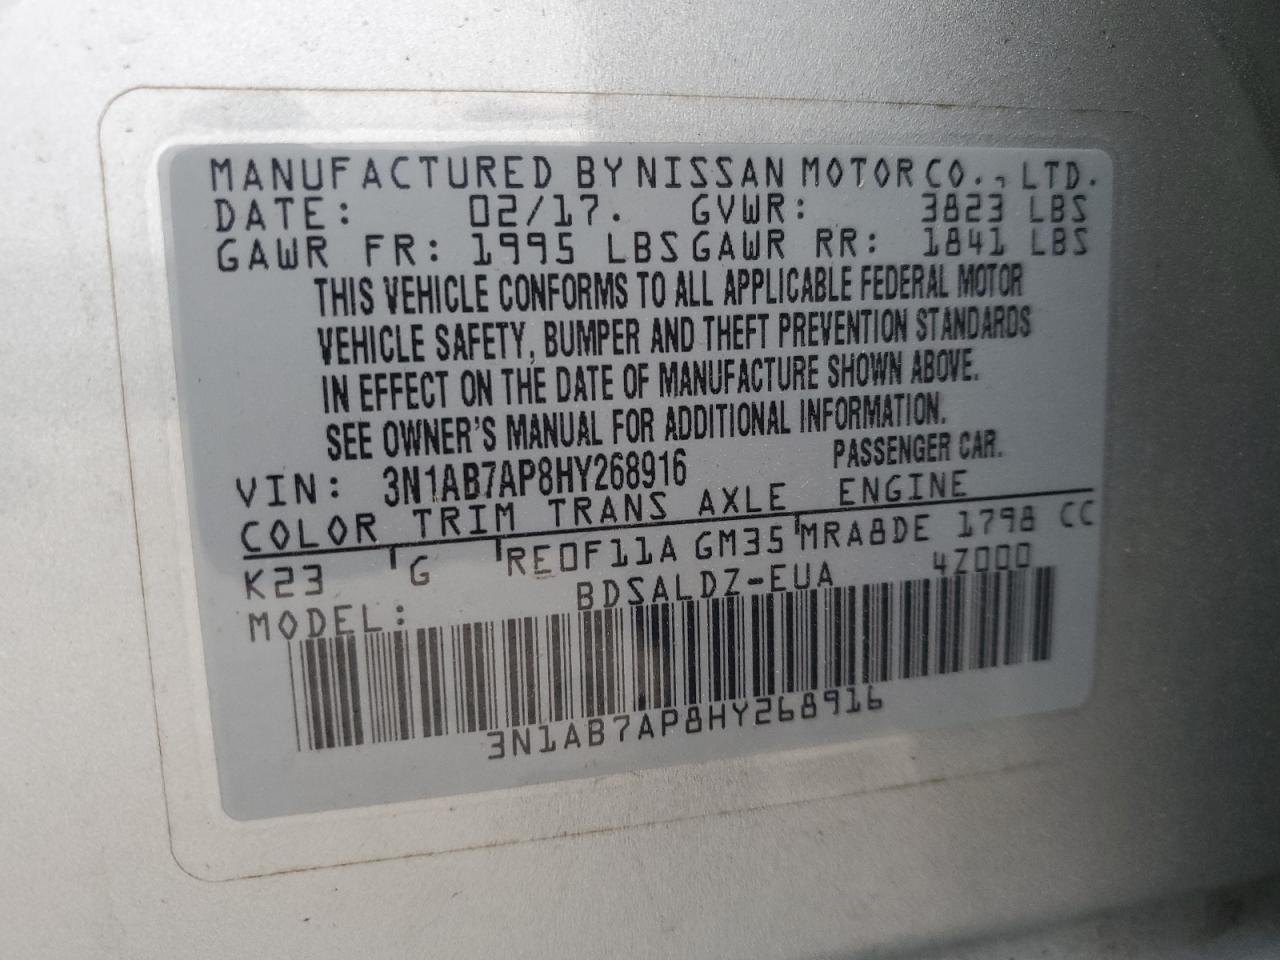 MANUFACTURED BY NISSAN MOTOR CO., LTD.
DATE: 02/17. GVWR: 3823 LBS
GAWR FR: 1995 LBS GAWR RR: 1841 LBS
THIS VEHICLE CONFORMS TO ALL APPLICABLE FEDERAL MOTOR
VEHICLE SAFETY, BUMPER AND THEFT PREVENTION STANDARDS
IN EFFECT ON THE DATE OF MANUFACTURE SHOWN ABOVE.
SEE OWNER'S MANUAL FOR ADDITIONAL INFORMATION.
VIN: 3N1AB7AP8HY268916 PASSENGER CAR.
COLOR TRIM TRANS AXLE ENGINE
K23 G RE0F11A GM35 MRA8DE 1798 CC
MODEL: BDSALDZ-EUA 4Z000
3N1AB7AP8HY268916